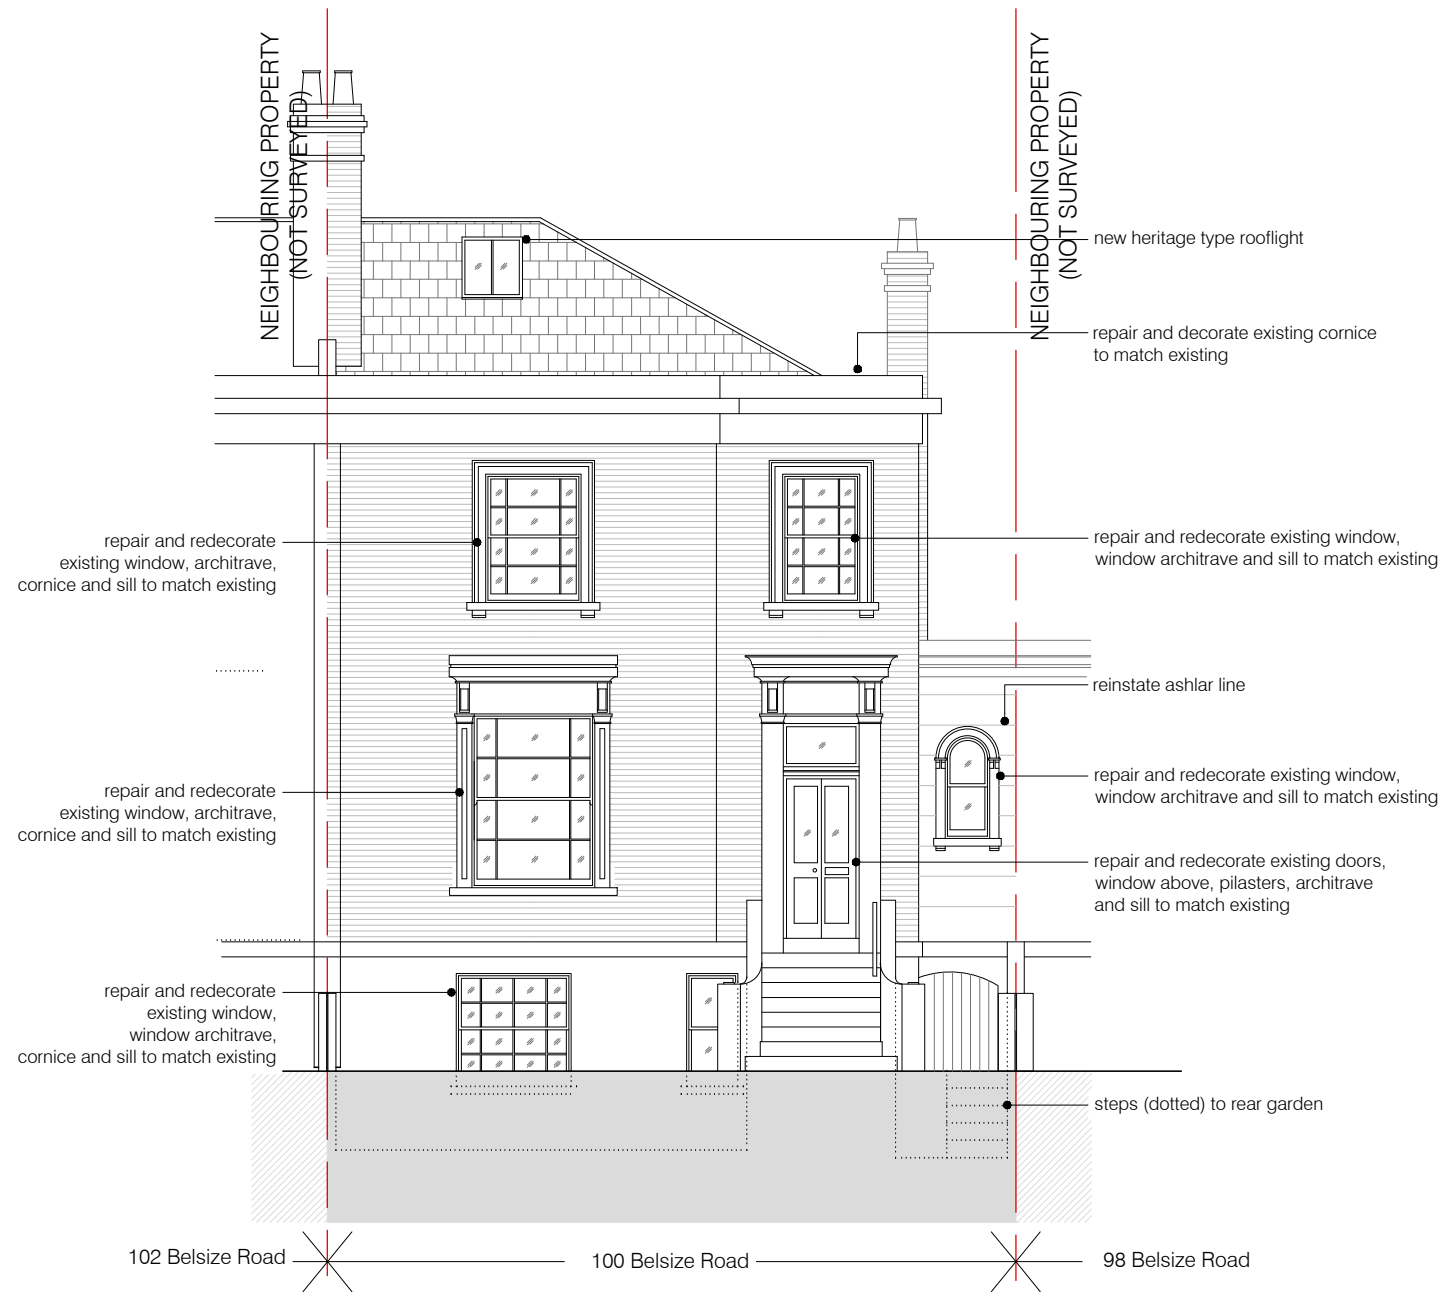 NEIGHBOURING PROPERTY
(NOT SURVEYED)
NEIGHBOURING PROPERTY
(NOT SURVEYED)
new heritage type rooflight
repair and decorate existing cornice
to match existing
repair and redecorate
existing window, architrave,
cornice and sill to match existing
repair and redecorate existing window,
window architrave and sill to match existing
reinstate ashlar line
repair and redecorate
existing window, architrave,
cornice and sill to match existing
repair and redecorate existing window,
window architrave and sill to match existing
repair and redecorate existing doors,
window above, pilasters, architrave
and sill to match existing
repair and redecorate
existing window,
window architrave,
cornice and sill to match existing
steps (dotted) to rear garden
102 Belsize Road
100 Belsize Road
98 Belsize Road